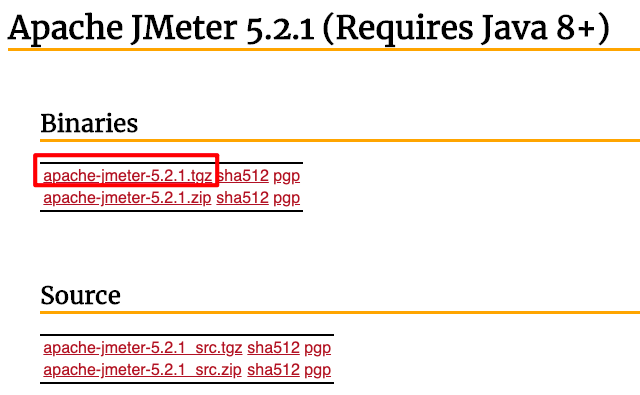 Apache JMeter 5.2.1 (Requires Java 8+)
Binaries
apache-jmeter-5.2.1.tgz sha512 pgp
apache-jmeter-5.2.1.zip sha512 pgp
Source
apache-jmeter-5.2.1_src.tgz sha512 pgp
apache-jmeter-5.2.1_src.zip sha512 pgp